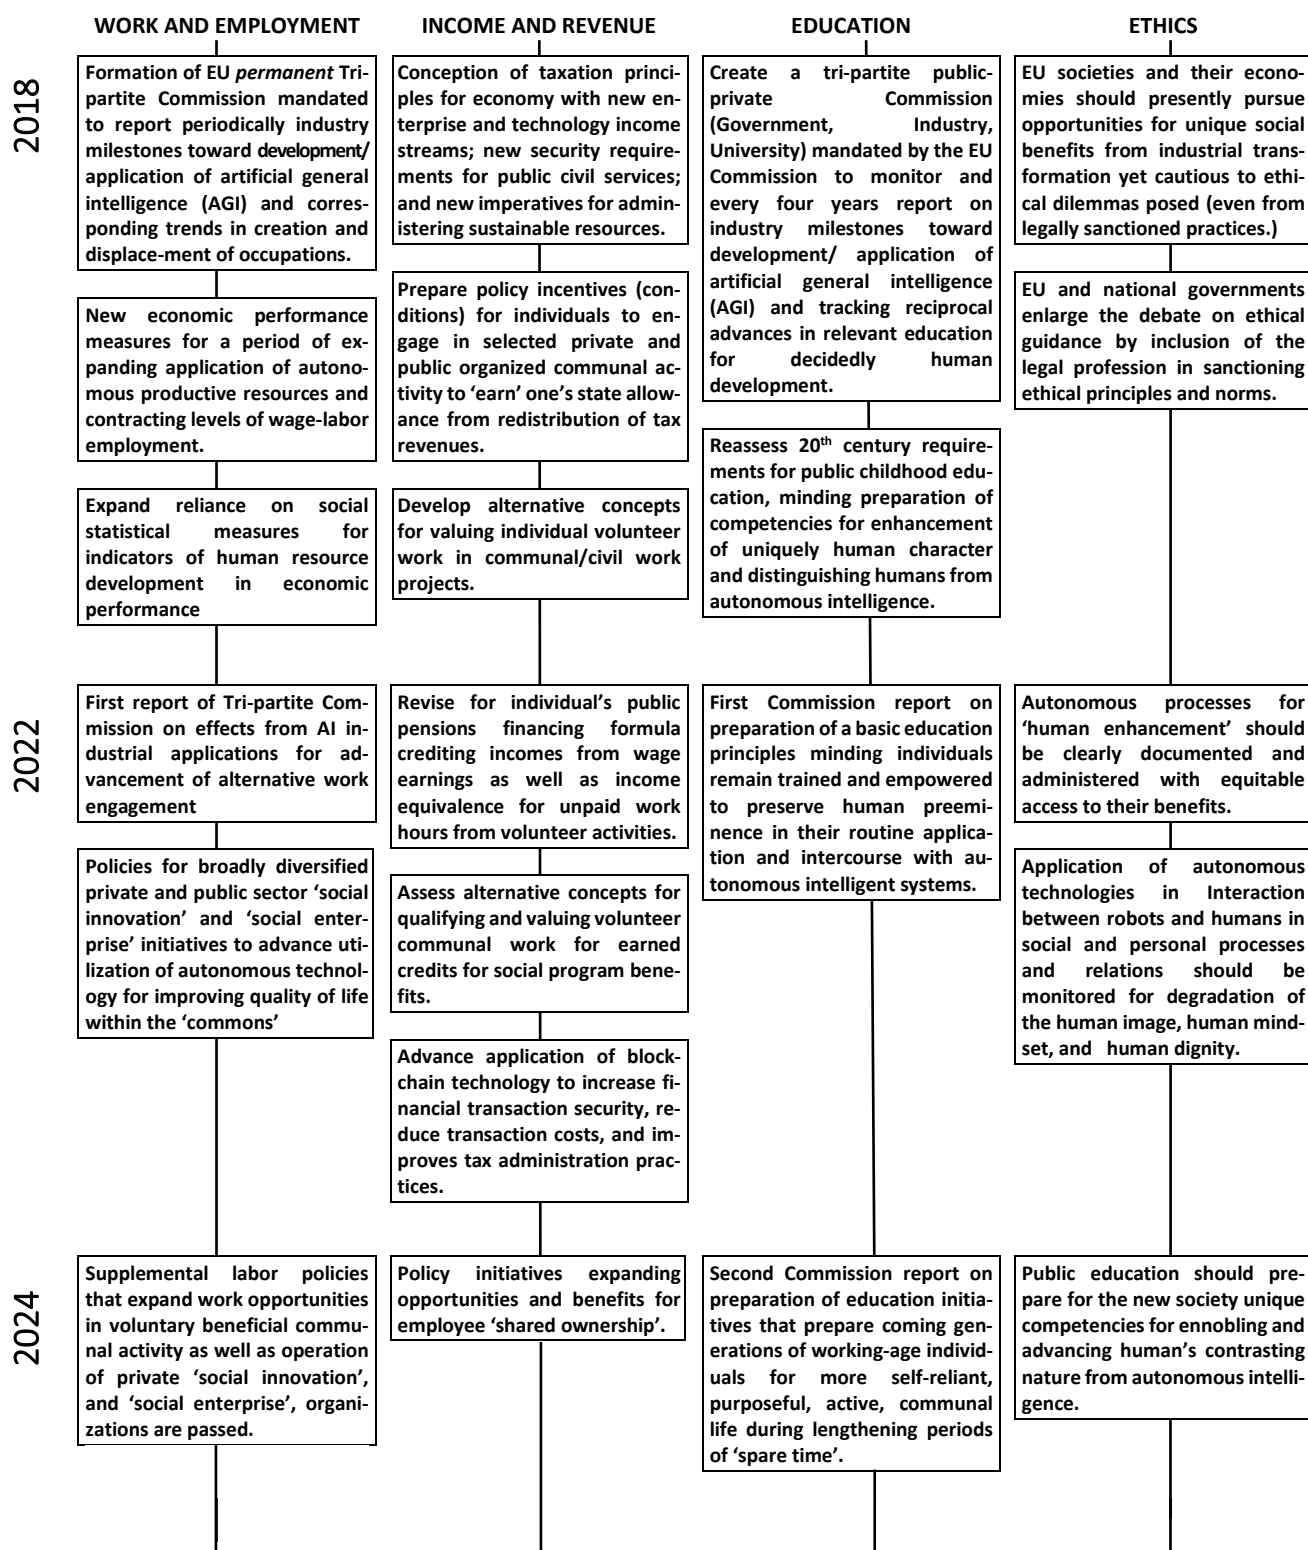 WORK AND EMPLOYMENT
INCOME AND REVENUE
EDUCATION
ETHICS
2018
Formation of EU permanent Tri-
partite Commission mandated
to report periodically industry
milestones toward development/
application of artificial general
intelligence (AGI) and corres-
ponding trends in creation and
displace-ment of occupations.
New economic performance
measures for a period of ex-
panding application of autono-
mous productive resources and
contracting levels of wage-labor
employment.
Expand reliance on social
statistical measures for
indicators of human resource
development in economic
performance
Conception of taxation princi-
ples for economy with new en-
terprise and technology income
streams; new security require-
ments for public civil services;
and new imperatives for admin-
istering sustainable resources.
Prepare policy incentives (con-
ditions) for individuals to en-
gage in selected private and
public organized communal ac-
tivity to ‘earn’ one’s state allow-
ance from redistribution of tax
revenues.
Develop alternative concepts
for valuing individual volunteer
work in communal/civil work
projects.
Create a tri-partite public-
private Commission
(Government, Industry,
University) mandated by the EU
Commission to monitor and
every four years report on
industry milestones toward
development/ application of
artificial general intelligence
(AGI) and tracking reciprocal
advances in relevant education
for decidedly human
development.
Reassess 20th century require-
ments for public childhood edu-
cation, minding preparation of
competencies for enhancement
of uniquely human character
and distinguishing humans from
autonomous intelligence.
EU societies and their econo-
mies should presently pursue
opportunities for unique social
benefits from industrial trans-
formation yet cautious to ethi-
cal dilemmas posed (even from
legally sanctioned practices.)
EU and national governments
enlarge the debate on ethical
guidance by inclusion of the
legal profession in sanctioning
ethical principles and norms.
2022
First report of Tri-partite Com-
mission on effects from AI in-
dustrial applications for ad-
vancement of alternative work
engagement
Policies for broadly diversified
private and public sector ‘social
innovation’ and ‘social enter-
prise’ initiatives to advance uti-
lization of autonomous technol-
ogy for improving quality of life
within the ‘commons’
Revise for individual’s public
pensions financing formula
crediting incomes from wage
earnings as well as income
equivalence for unpaid work
hours from volunteer activities.
Assess alternative concepts for
qualifying and valuing volunteer
communal work for earned
credits for social program bene-
fits.
Advance application of block-
chain technology to increase fi-
nancial transaction security, re-
duce transaction costs, and im-
proves tax administration prac-
tices.
First Commission report on
preparation of a basic education
principles minding individuals
remain trained and empowered
to preserve human preemi-
nence in their routine applica-
tion and intercourse with au-
tonomous intelligent systems.
Autonomous processes for
‘human enhancement’ should
be clearly documented and
administered with equitable
access to their benefits.
Application of autonomous
technologies in Interaction
between robots and humans in
social and personal processes
and relations should be
monitored for degradation of
the human image, human mind-
set, and human dignity.
2024
Supplemental labor policies
that expand work opportunities
in voluntary beneficial commu-
nal activity as well as operation
of private ‘social innovation’,
and ‘social enterprise’, organi-
zations are passed.
Policy initiatives expanding
opportunities and benefits for
employee ‘shared ownership’.
Second Commission report on
preparation of education initia-
tives that prepare coming gen-
erations of working-age individ-
uals for more self-reliant,
purposeful, active, communal
life during lengthening periods
of ‘spare time’.
Public education should pre-
pare for the new society unique
competencies for ennobling and
advancing human’s contrasting
nature from autonomous intelli-
gence.